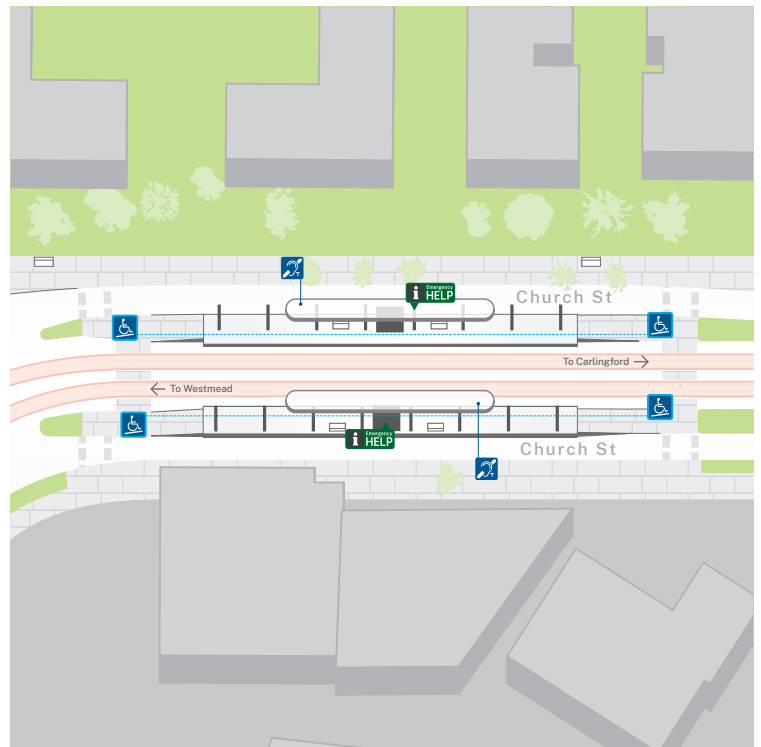 T
i Emergency
HELP
Church St
To Carlingford
To Westmead
i Emergency
HELP
Church St
T